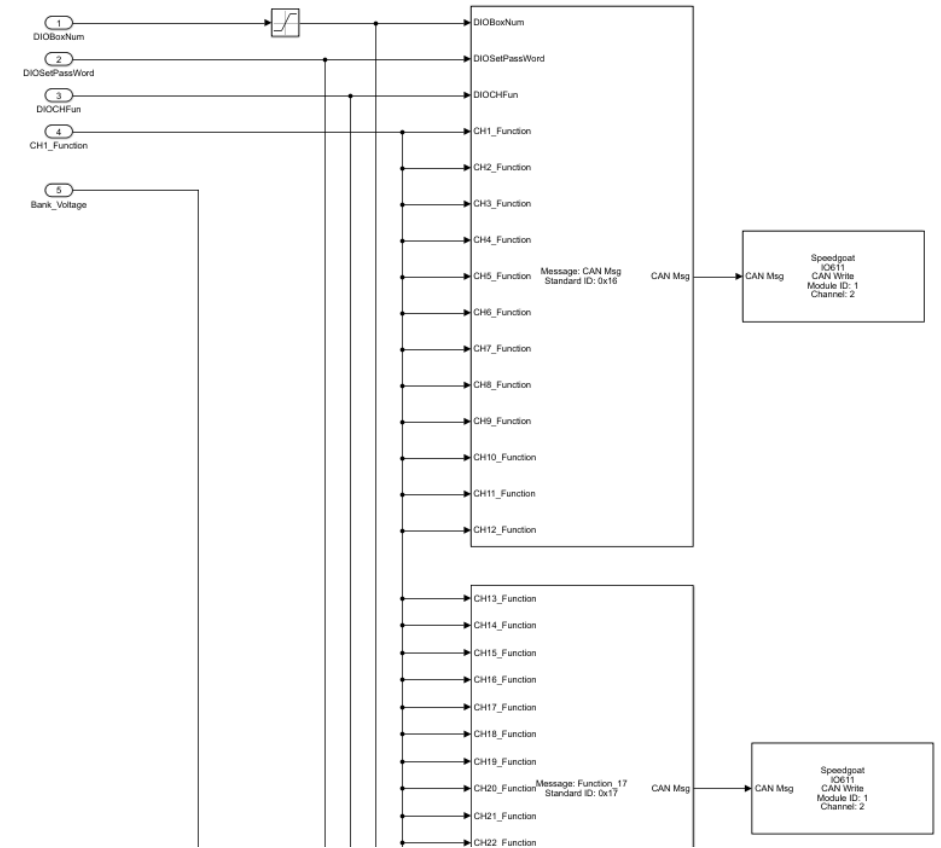 1
DIOBoxNum
2
DIOSetPassWord
3
DIOCHFun
4
CH1_Function
5
Bank_Voltage
DIOBoxNum
DIOSetPassWord
DIOCHFun
CH1_Function
CH2_Function
CH3_Function
CH4_Function
CH5_Function
CH6_Function
CH7_Function
CH8_Function
CH9_Function
CH10_Function
CH11_Function
CH12_Function
Message: CAN Msg
Standard ID: 0x16
CAN Msg
CAN Msg
Speedgoat
IO611
CAN Write
Module ID: 1
Channel: 2
CH13_Function
CH14_Function
CH15_Function
CH16_Function
CH17_Function
CH18_Function
CH19_Function
CH20_Function
CH21_Function
CH22_Function
Message: Function_17
Standard ID: 0x17
CAN Msg
CAN Msg
Speedgoat
IO611
CAN Write
Module ID: 1
Channel: 2